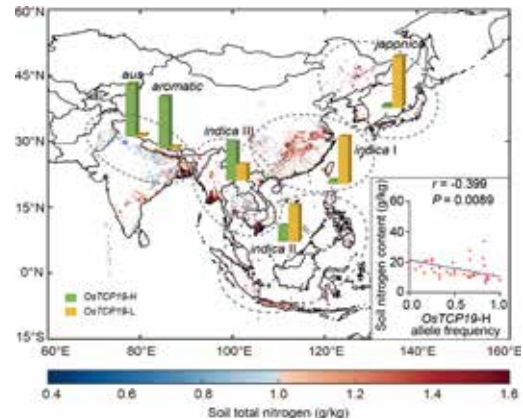 60°N
45°N
30°N
15°N
0°N
15°S
60°E
80°E
100°E
120°E
140°E
160°E
aus
aromatic
japonica
indica III
indica I
indica II
OsTCP19-H
OsTCP19-L
r = -0.399
P = 0.0089
Soil nitrogen content (g/kg)
60
40
20
0
0.0
0.5
1.0
OsTCP19-H
allele frequency
0.4
0.6
0.8
1.0
1.2
1.4
1.6
Soil total nitrogen (g/kg)